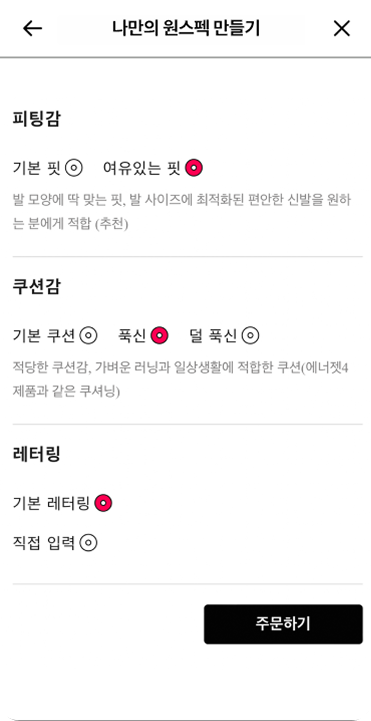 나만의 원스펙 만들기
피팅감
기본 핏 여유있는 핏
발 모양에 딱 맞는 핏, 발 사이즈에 최적화된 편안한 신발을 원하
는 분에게 적합 (추천)
쿠션감
기본 쿠션 푹신 덜 푹신
적당한 쿠션감, 가벼운 러닝과 일상생활에 적합한 쿠션(에너젯4
제품과 같은 쿠셔닝)
레터링
기본 레터링
직접 입력
주문하기